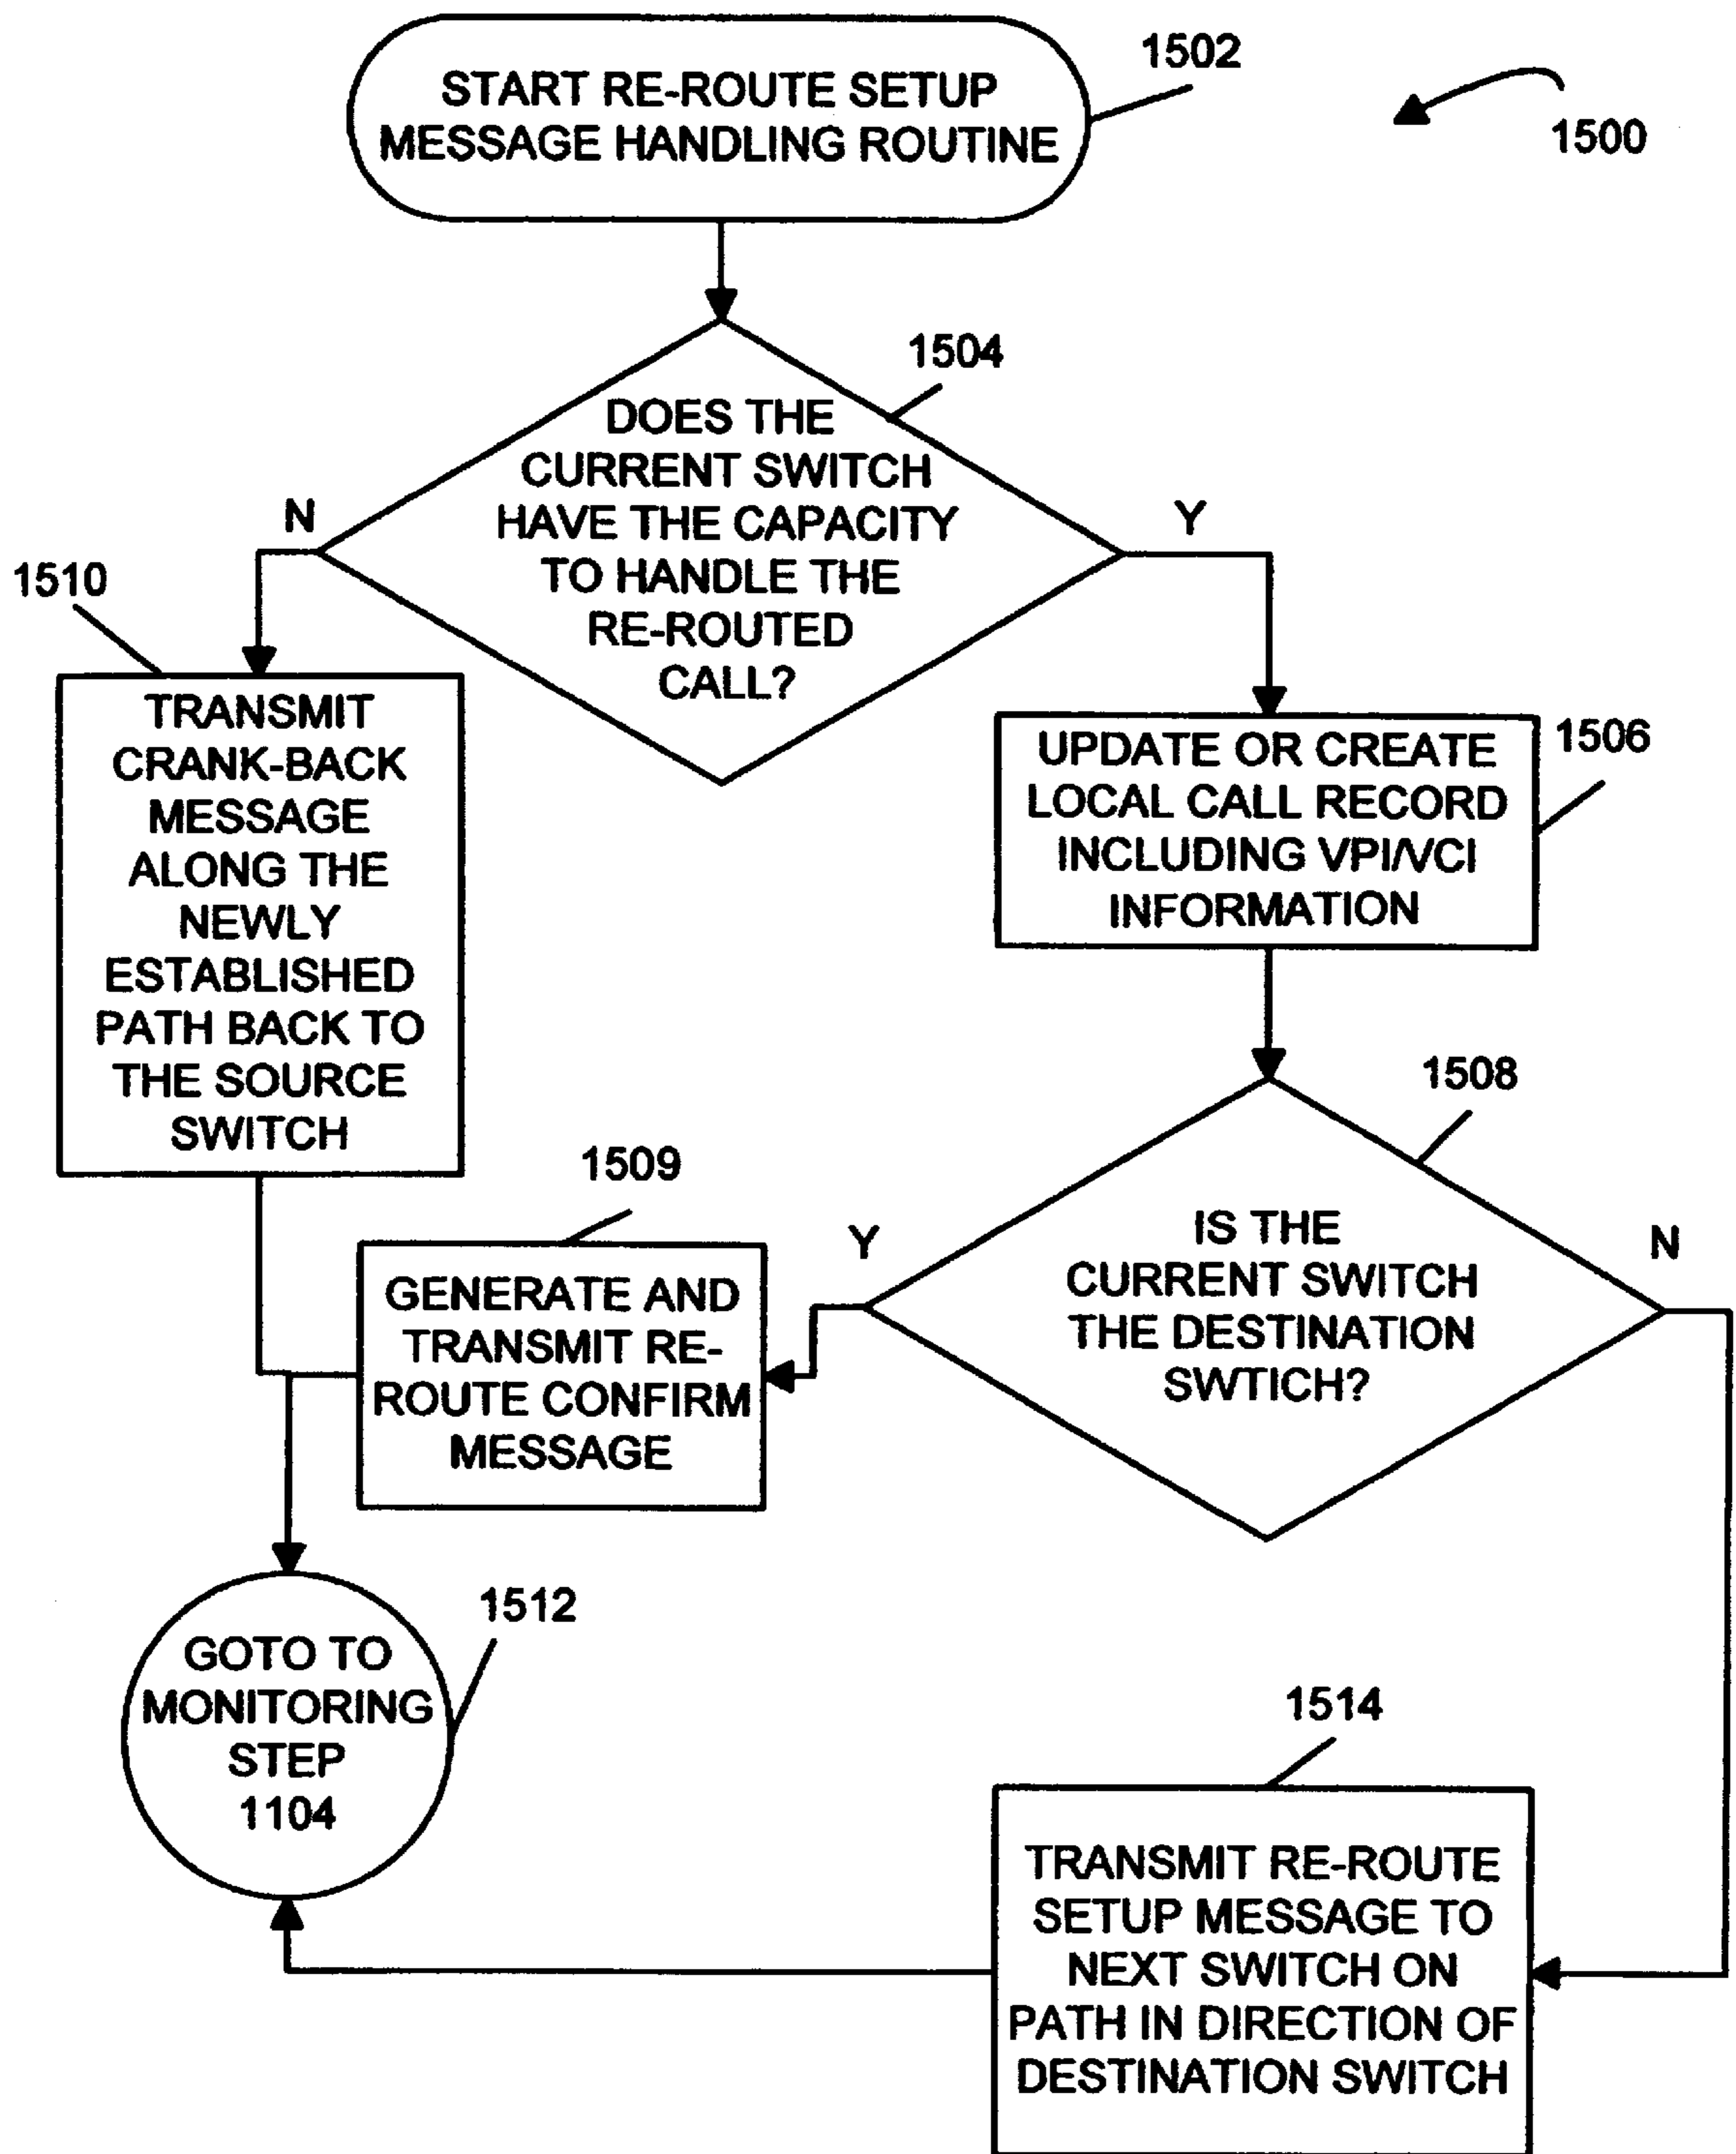 1502
START RE-ROUTE SETUP
MESSAGE HANDLING ROUTINE
1500
1504
DOES THE
CURRENT SWITCH
HAVE THE CAPACITY
TO HANDLE THE
RE-ROUTED
CALL?
N
Y
1510
TRANSMIT
CRANK-BACK
MESSAGE
ALONG THE
NEWLY
ESTABLISHED
PATH BACK TO
THE SOURCE
SWITCH
1506
UPDATE OR CREATE
LOCAL CALL RECORD
INCLUDING VPI/VCI
INFORMATION
1508
IS THE
CURRENT SWITCH
THE DESTINATION
SWTICH?
Y
N
1509
GENERATE AND
TRANSMIT RE-
ROUTE CONFIRM
MESSAGE
1512
GOTO TO
MONITORING
STEP
1104
1514
TRANSMIT RE-ROUTE
SETUP MESSAGE TO
NEXT SWITCH ON
PATH IN DIRECTION OF
DESTINATION SWITCH